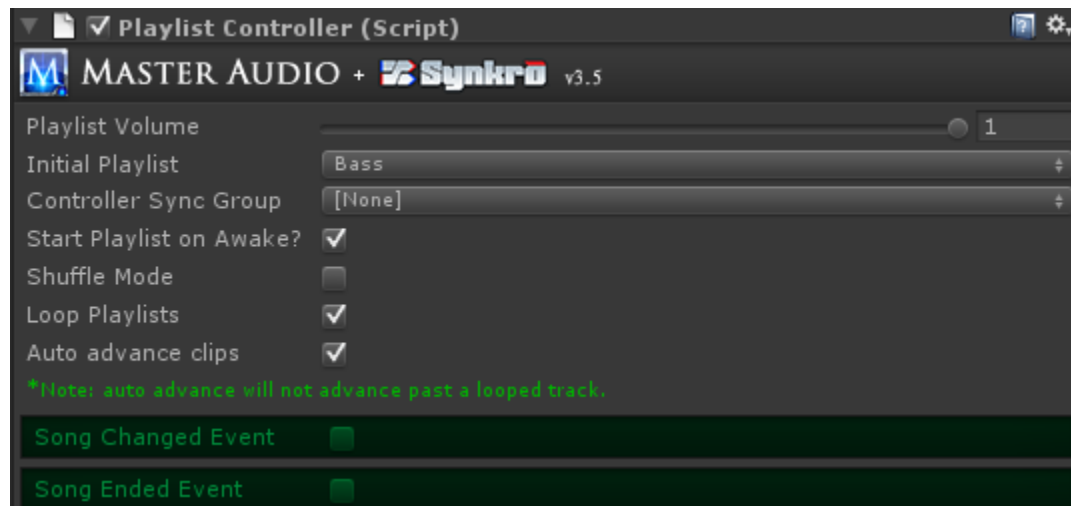 Playlist Controller (Script)
M MASTER AUDIO + Synkro v3.5
Playlist Volume 1
Initial Playlist Bass
Controller Sync Group [None]
Start Playlist on Awake?
Shuffle Mode
Loop Playlists
Auto advance clips
*Note: auto advance will not advance past a looped track.
Song Changed Event
Song Ended Event